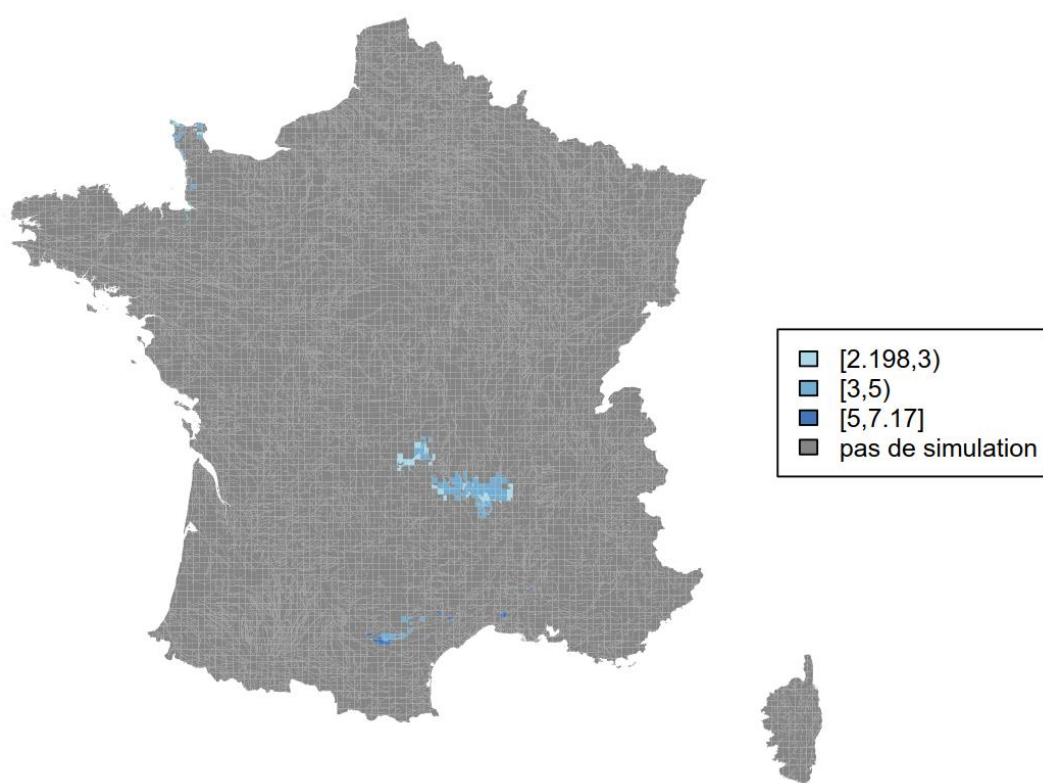 [2.198,3)
[3,5)
[5,7.17]
pas de simulation